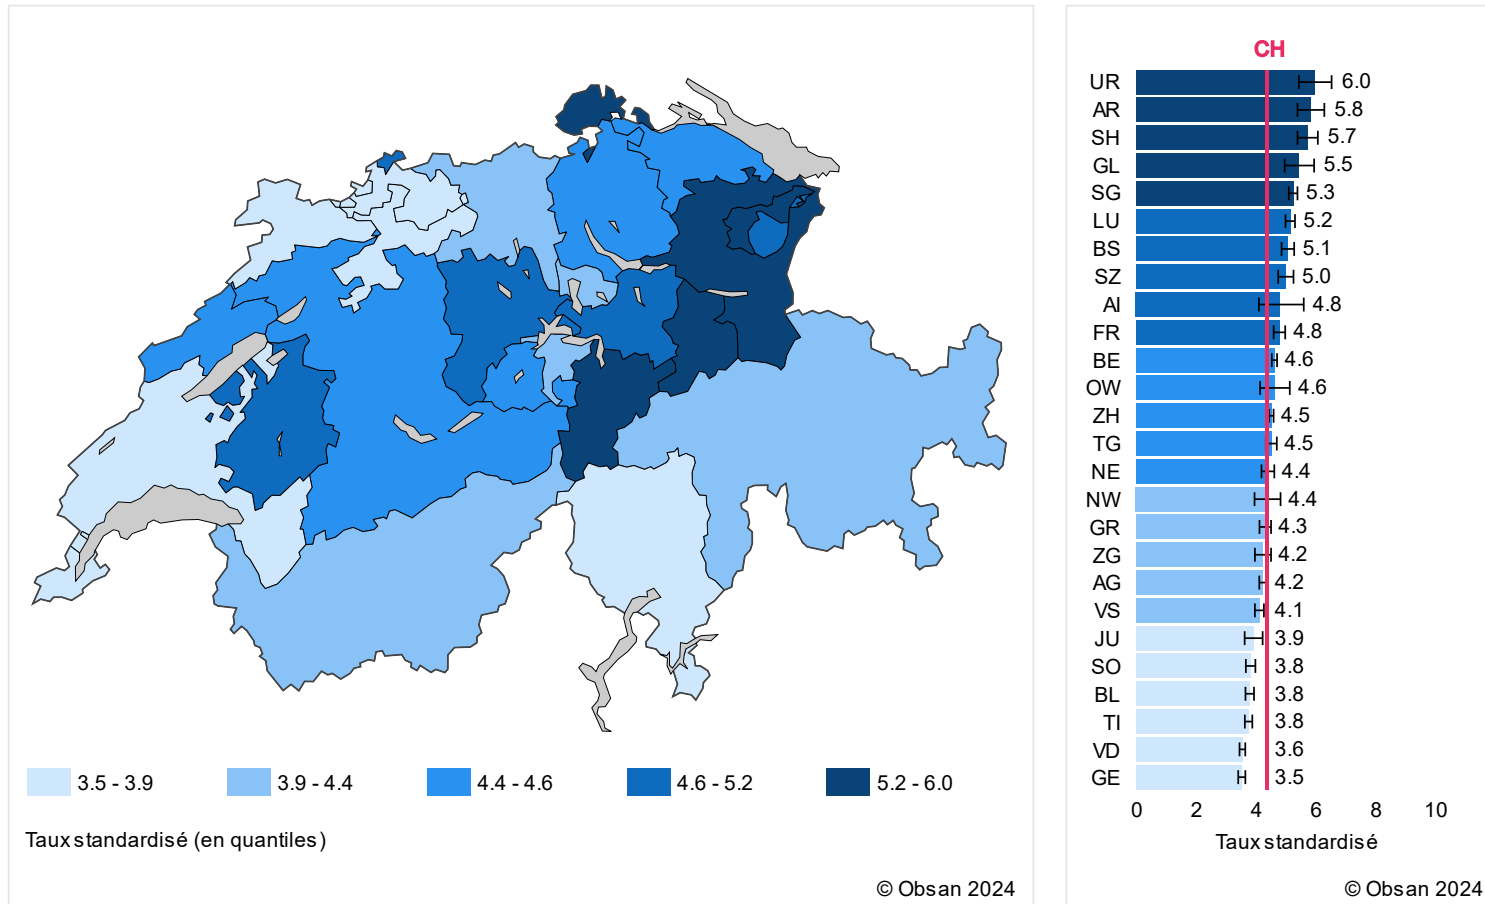 3.5 - 3.9
3.9 - 4.4
4.4 - 4.6
4.6 - 5.2
5.2 - 6.0
Taux standardisé (en quantiles)
© Obsan 2024
CH
UR 6.0
AR 5.8
SH 5.7
GL 5.5
SG 5.3
LU 5.2
BS 5.1
SZ 5.0
AI 4.8
FR 4.8
BE 4.6
OW 4.6
ZH 4.5
TG 4.5
NE 4.4
NW 4.4
GR 4.3
ZG 4.2
AG 4.2
VS 4.1
JU 3.9
SO 3.8
BL 3.8
TI 3.8
VD 3.6
GE 3.5
0 2 4 6 8 10
Taux standardisé
© Obsan 2024